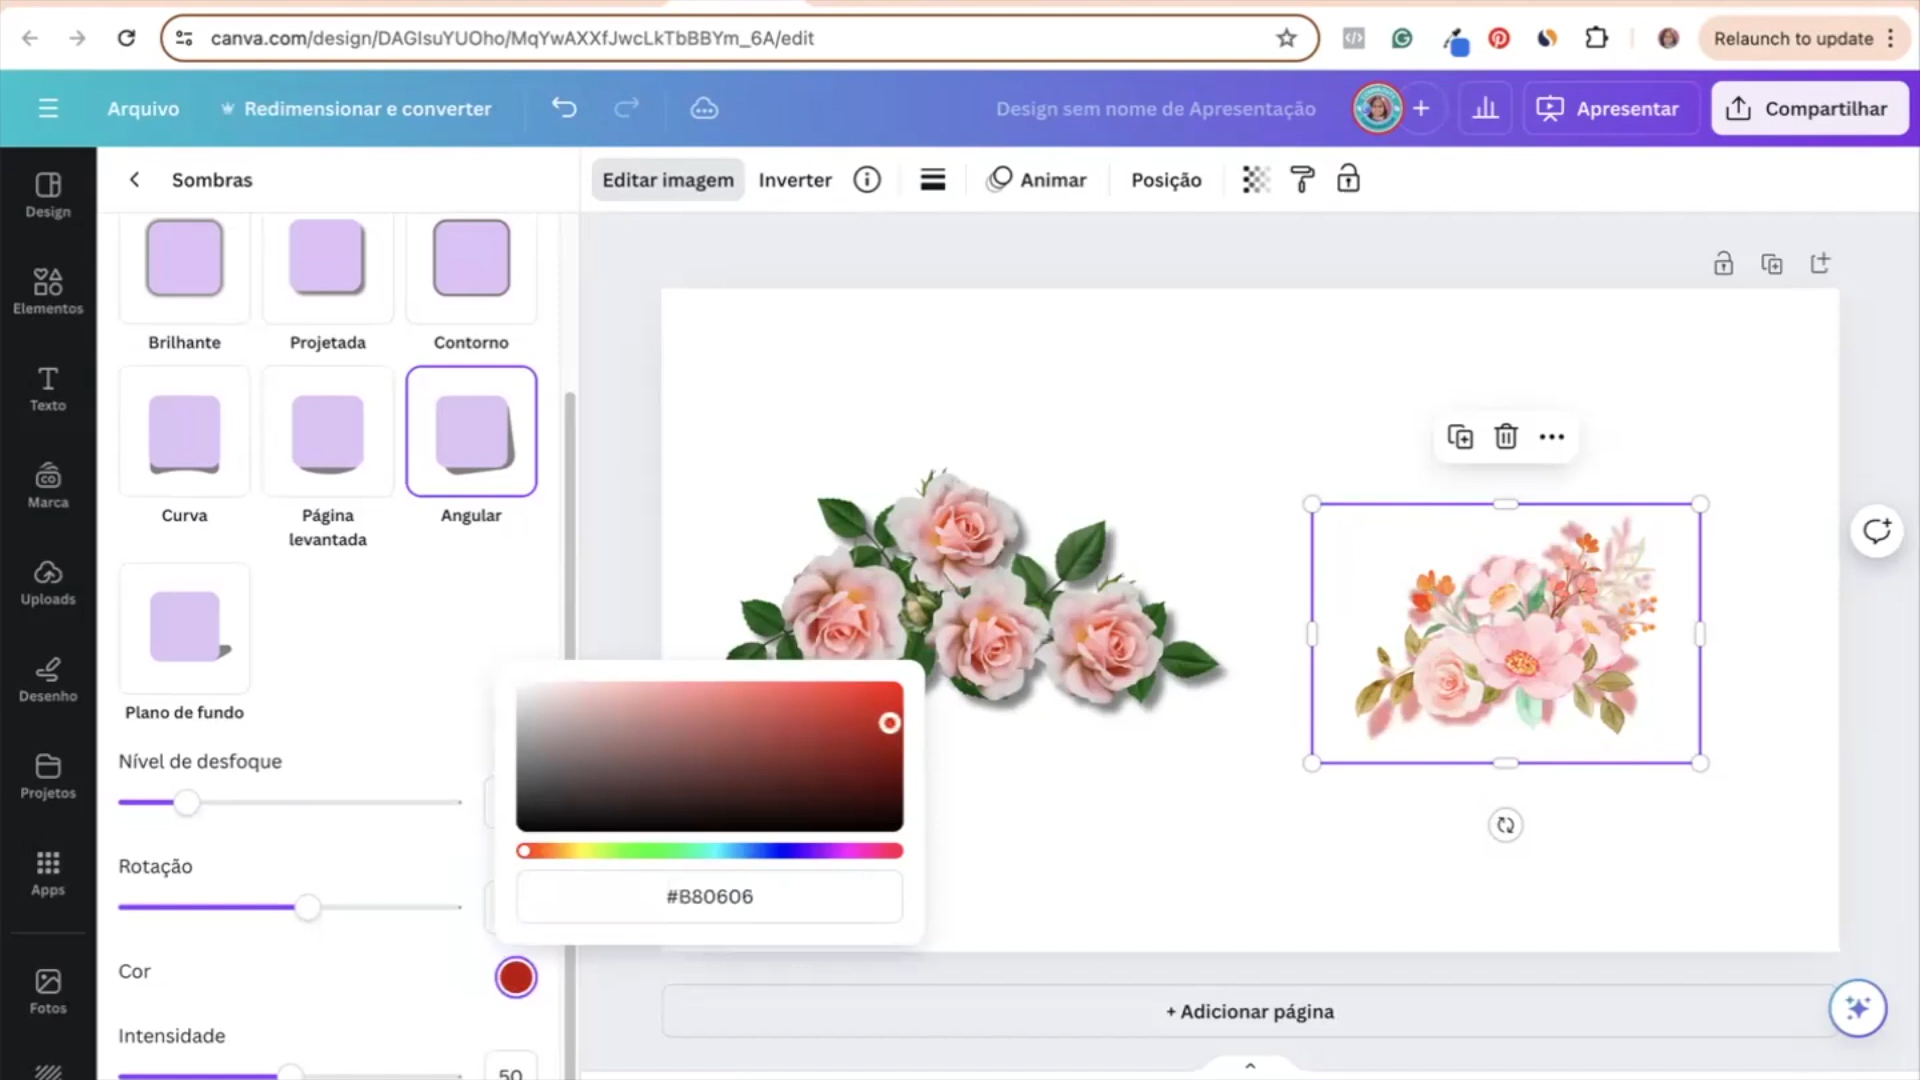 canva.com/design/DAGIsuYUOho/MqYwAXXfJwcLkTbBBYm_6A/edit
Relaunch to update
Arquivo
Redimensionar e converter
Design sem nome de Apresentação
Apresentar
Compartilhar
Design
Elementos
Texto
Marca
Uploads
Desenho
Projetos
Apps
Fotos
Sombras
Brilhante
Projetada
Contorno
Curva
Página
levantada
Angular
Plano de fundo
Nível de desfoque
Rotação
Cor
Intensidade
50
Editar imagem
Inverter
Animar
Posição
#B80606
+ Adicionar página